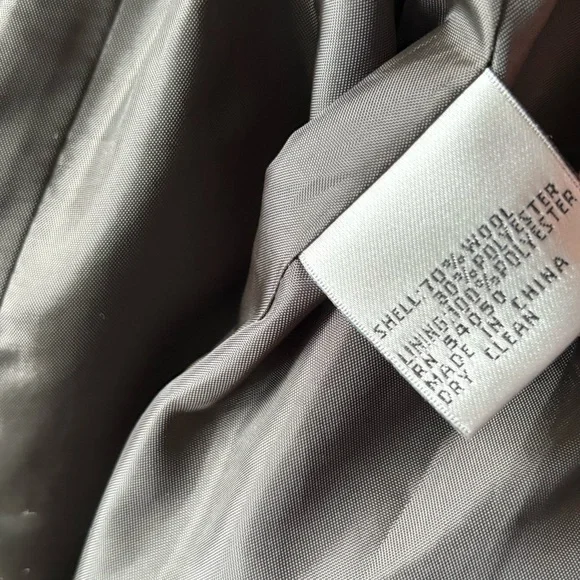 SHELL:70%WOOL
30%POLYESTER
LINING:100%POLYESTER
RN 54050
MADE IN CHINA
DRY CLEAN